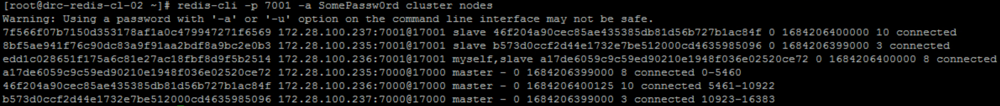 [root@drc-redis-cl-02 ~]# redis-cli -p 7001 -a SomePassw0rd cluster nodes
Warning: Using a password with '-a' or '-u' option on the command line interface may not be safe.
7f566f07b7150d353178af1a0c479947271f6569 172.28.100.237:7001@17001 slave 46f204a90cec85ae435385db81d56b727b1ac84f 0 1684206400000 10 connected
8bf5ae941f76c90dc83a9f91aa2bdf8a9bc2e0b3 172.28.100.235:7001@17001 slave b573d0ccf2d44e1732e7be512000cd4635985096 0 1684206399000 3 connected
edd1c028651f175a6c81e27ac18fbf8d9f5b2514 172.28.100.236:7001@17001 myself,slave a17de6059c9c59ed90210e1948f036e02520ce72 0 1684206400000 8 connected
a17de6059c9c59ed90210e1948f036e02520ce72 172.28.100.235:7000@17000 master - 0 1684206399000 8 connected 0-5460
46f204a90cec85ae435385db81d56b727b1ac84f 172.28.100.236:7000@17000 master - 0 1684206400125 10 connected 5461-10922
b573d0ccf2d44e1732e7be512000cd4635985096 172.28.100.237:7000@17000 master - 0 1684206399000 3 connected 10923-16383